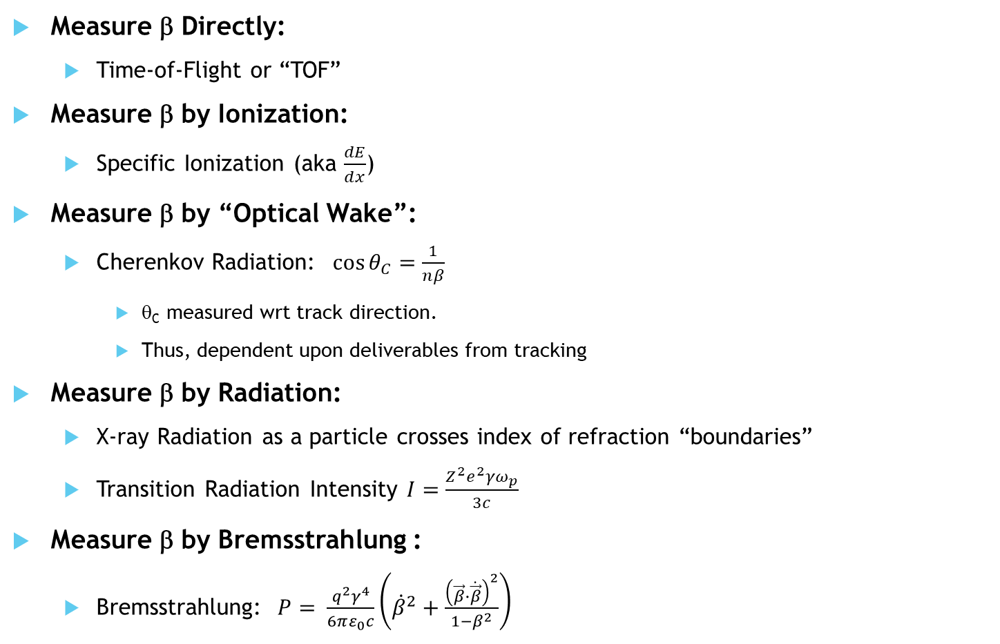 Measure β Directly:
Time-of-Flight or “TOF”
Measure β by Ionization:
Specific Ionization (aka $\frac{dE}{dx}$)
Measure β by “Optical Wake”:
Cherenkov Radiation: $\cos \theta_C = \frac{1}{n\beta}$
θ_C measured wrt track direction.
Thus, dependent upon deliverables from tracking
Measure β by Radiation:
X-ray Radiation as a particle crosses index of refraction “boundaries”
Transition Radiation Intensity $I = \frac{Z^2 e^2 \gamma \omega_p}{3c}$
Measure β by Bremsstrahlung :
Bremsstrahlung: $P = \frac{q^2 \gamma^4}{6\pi\varepsilon_0 c} \left( \dot{\beta}^2 + \frac{\left(\vec{\beta} \cdot \dot{\vec{\beta}}\right)^2}{1-\beta^2} \right)$